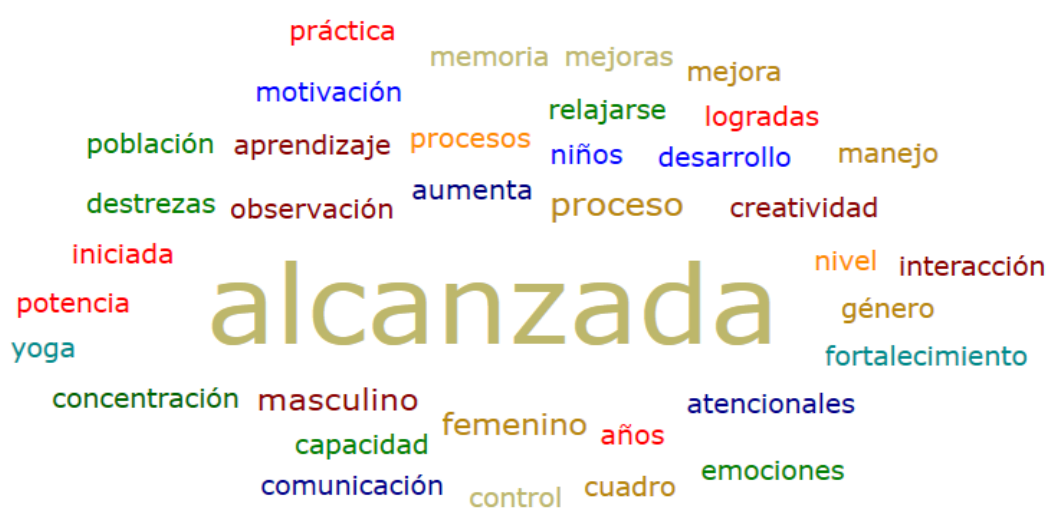 práctica
memoria mejoras mejora
motivación
relajarse logradas
población aprendizaje procesos niños desarrollo manejo
destrezas observación aumenta proceso creatividad
iniciada
nivel interacción
potencia alcanzada género
yoga fortalecimiento
concentración masculino atencionales
femenino años
capacidad
emociones
comunicación control cuadro